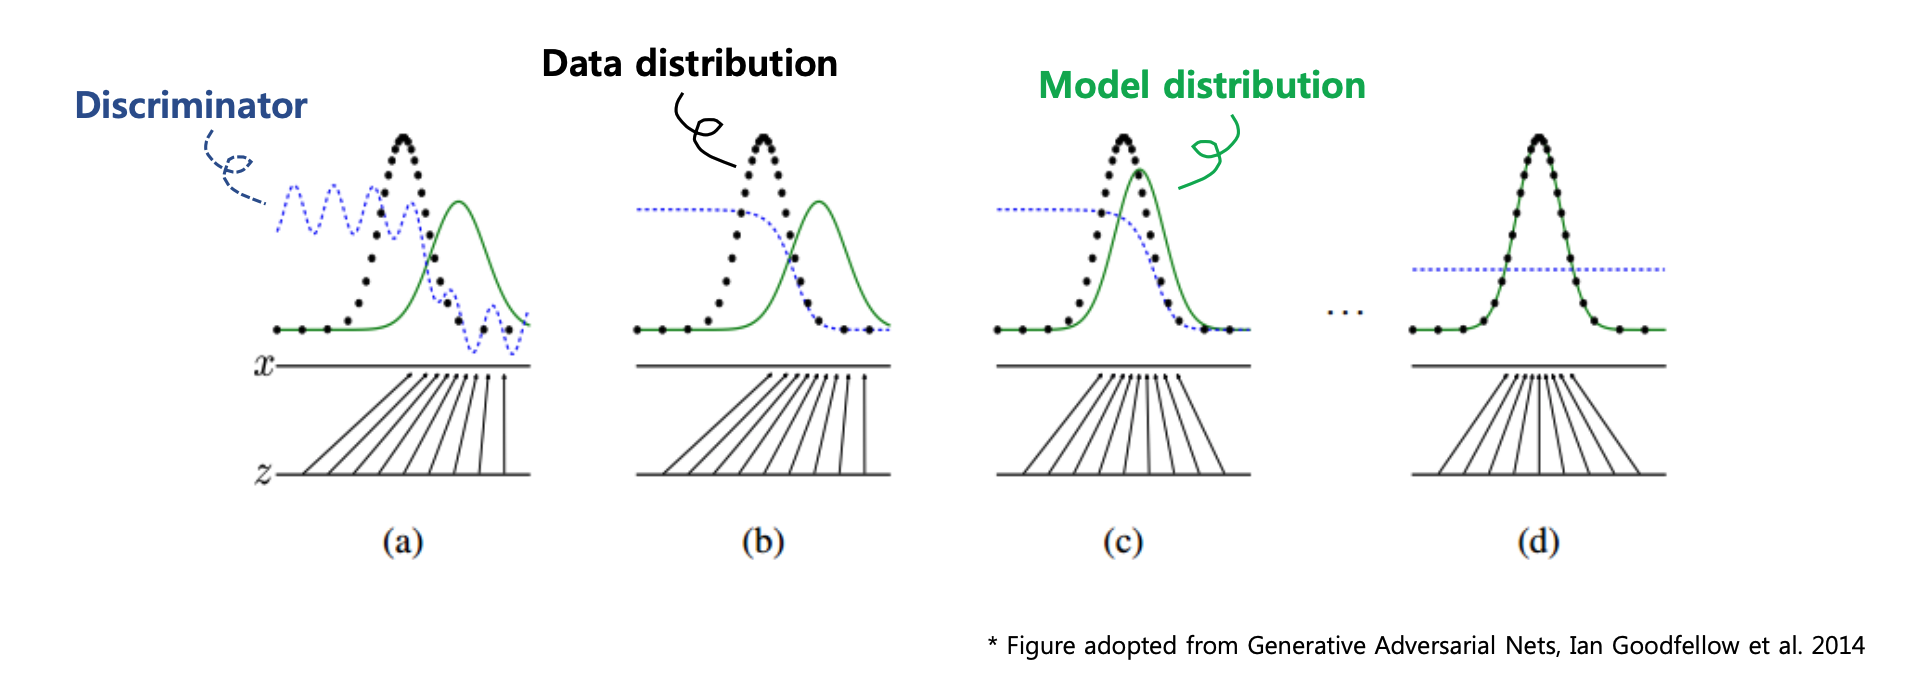 Discriminator
Data distribution
Model distribution
x
z
...
(a)
(b)
(c)
(d)
* Figure adopted from Generative Adversarial Nets, Ian Goodfellow et al. 2014